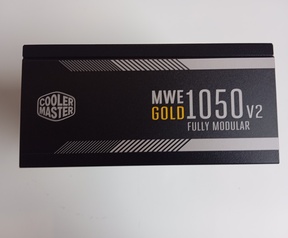 COOLER
MASTER
MWE
GOLD 1050 V2
FULLY MODULAR